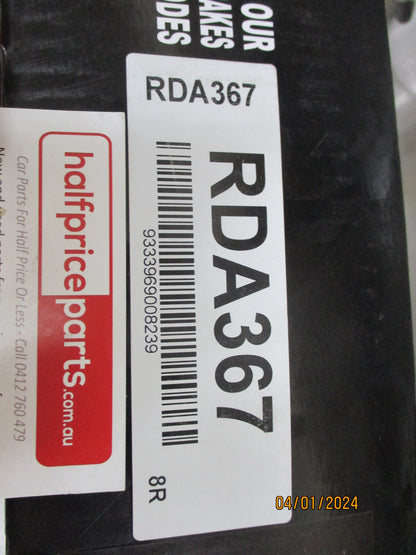 OUR
AKES
ODES
RDA367
RDA367
9333969008239
8R
halfpriceparts.com.au
Car Parts For Half Price Or Less - Call 0412 760 479
04/01/2024